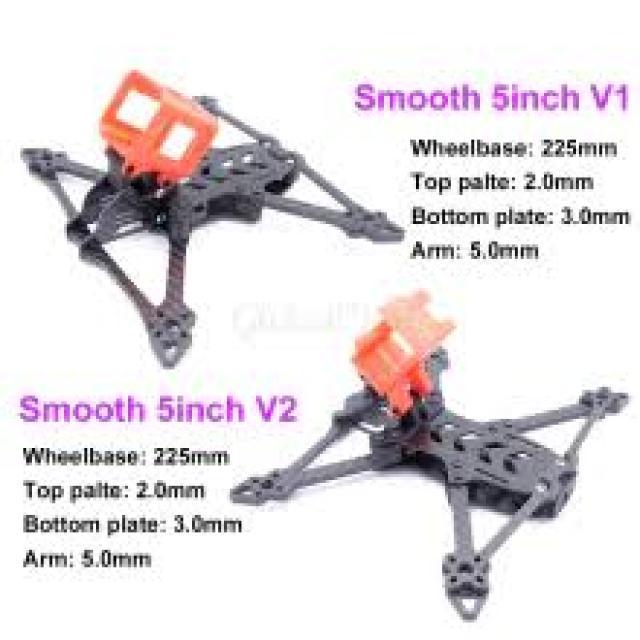 Smooth 5inch V1
Wheelbase: 225mm
Top palte: 2.0mm
Bottom plate: 3.0mm
Arm: 5.0mm
Smooth 5inch V2
Wheelbase: 225mm
Top palte: 2.0mm
Bottom plate: 3.0mm
Arm: 5.0mm